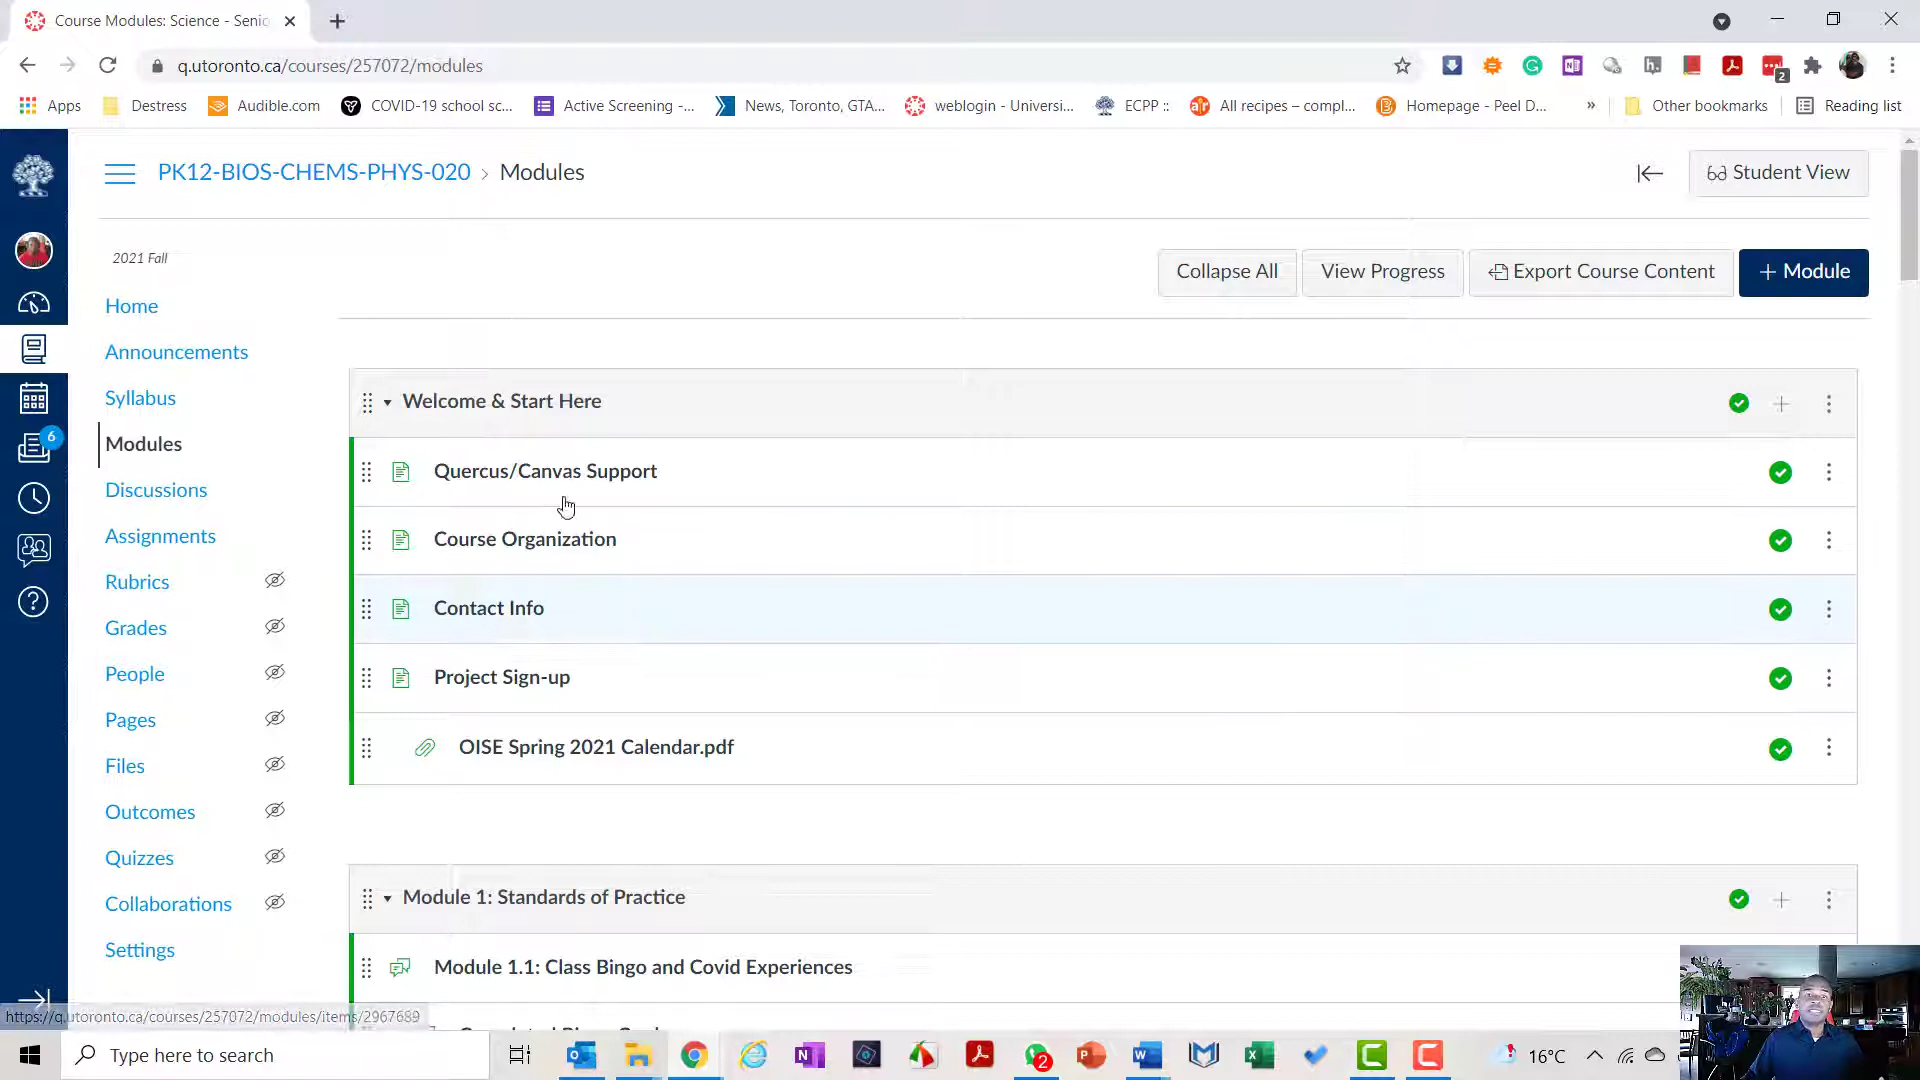 Course Modules: Science - Senio
q.utoronto.ca/courses/257072/modules
2
Apps Destress Audible.com COVID-19 school sc... Active Screening -... News, Toronto, GTA... weblogin - Universi... ECPP :: All recipes – compl... Homepage - Peel D... » Other bookmarks Reading list
PK12-BIOS-CHEMS-PHYS-020 › Modules
Student View
2021 Fall
Collapse All View Progress Export Course Content + Module
Home
Announcements
Syllabus
Modules
Discussions
Assignments
Rubrics
Grades
People
Pages
Files
Outcomes
Quizzes
Collaborations
Settings
6
Welcome & Start Here
Quercus/Canvas Support
Course Organization
Contact Info
Project Sign-up
OISE Spring 2021 Calendar.pdf
Module 1: Standards of Practice
Module 1.1: Class Bingo and Covid Experiences
https://q.utoronto.ca/courses/257072/modules/items/2967689
Type here to search
2
16°C